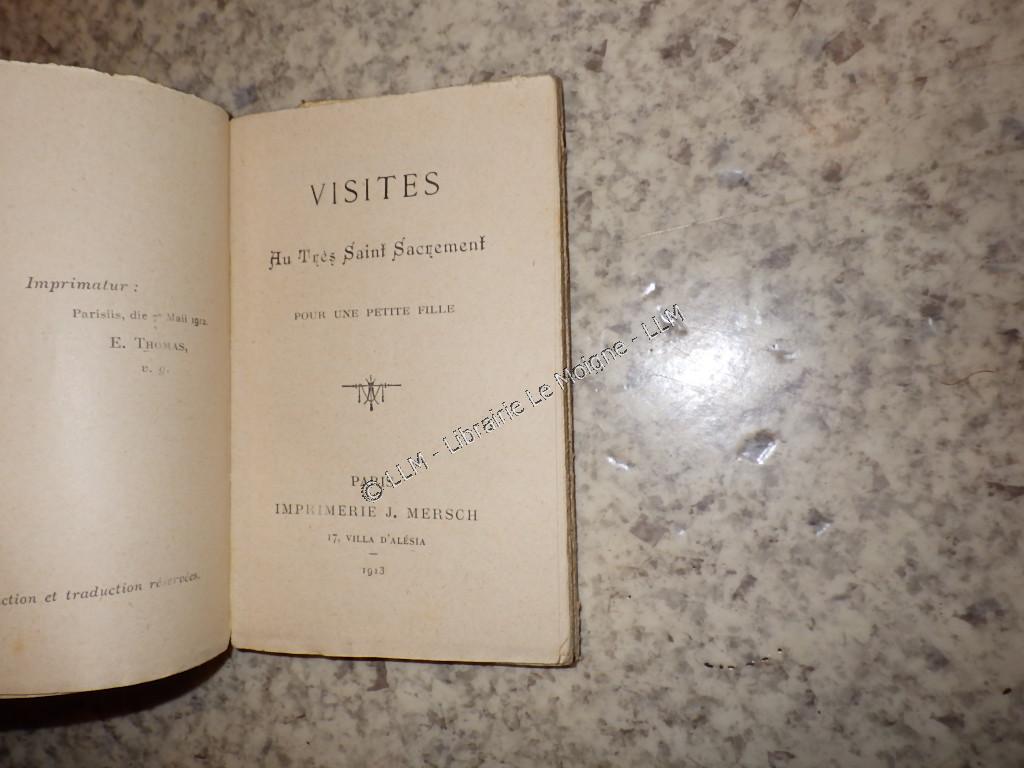 Imprimatur :
Parisiis, die 7ª Maii 1912.
E. THOMAS,
v. g.
ction et traduction réservées.
VISITES
Au Très Saint Sacrement
POUR UNE PETITE FILLE
PARIS
IMPRIMERIE J. MERSCH
17, VILLA D'ALÉSIA
1913
© LLM - Librairie Le Moigne - LLM